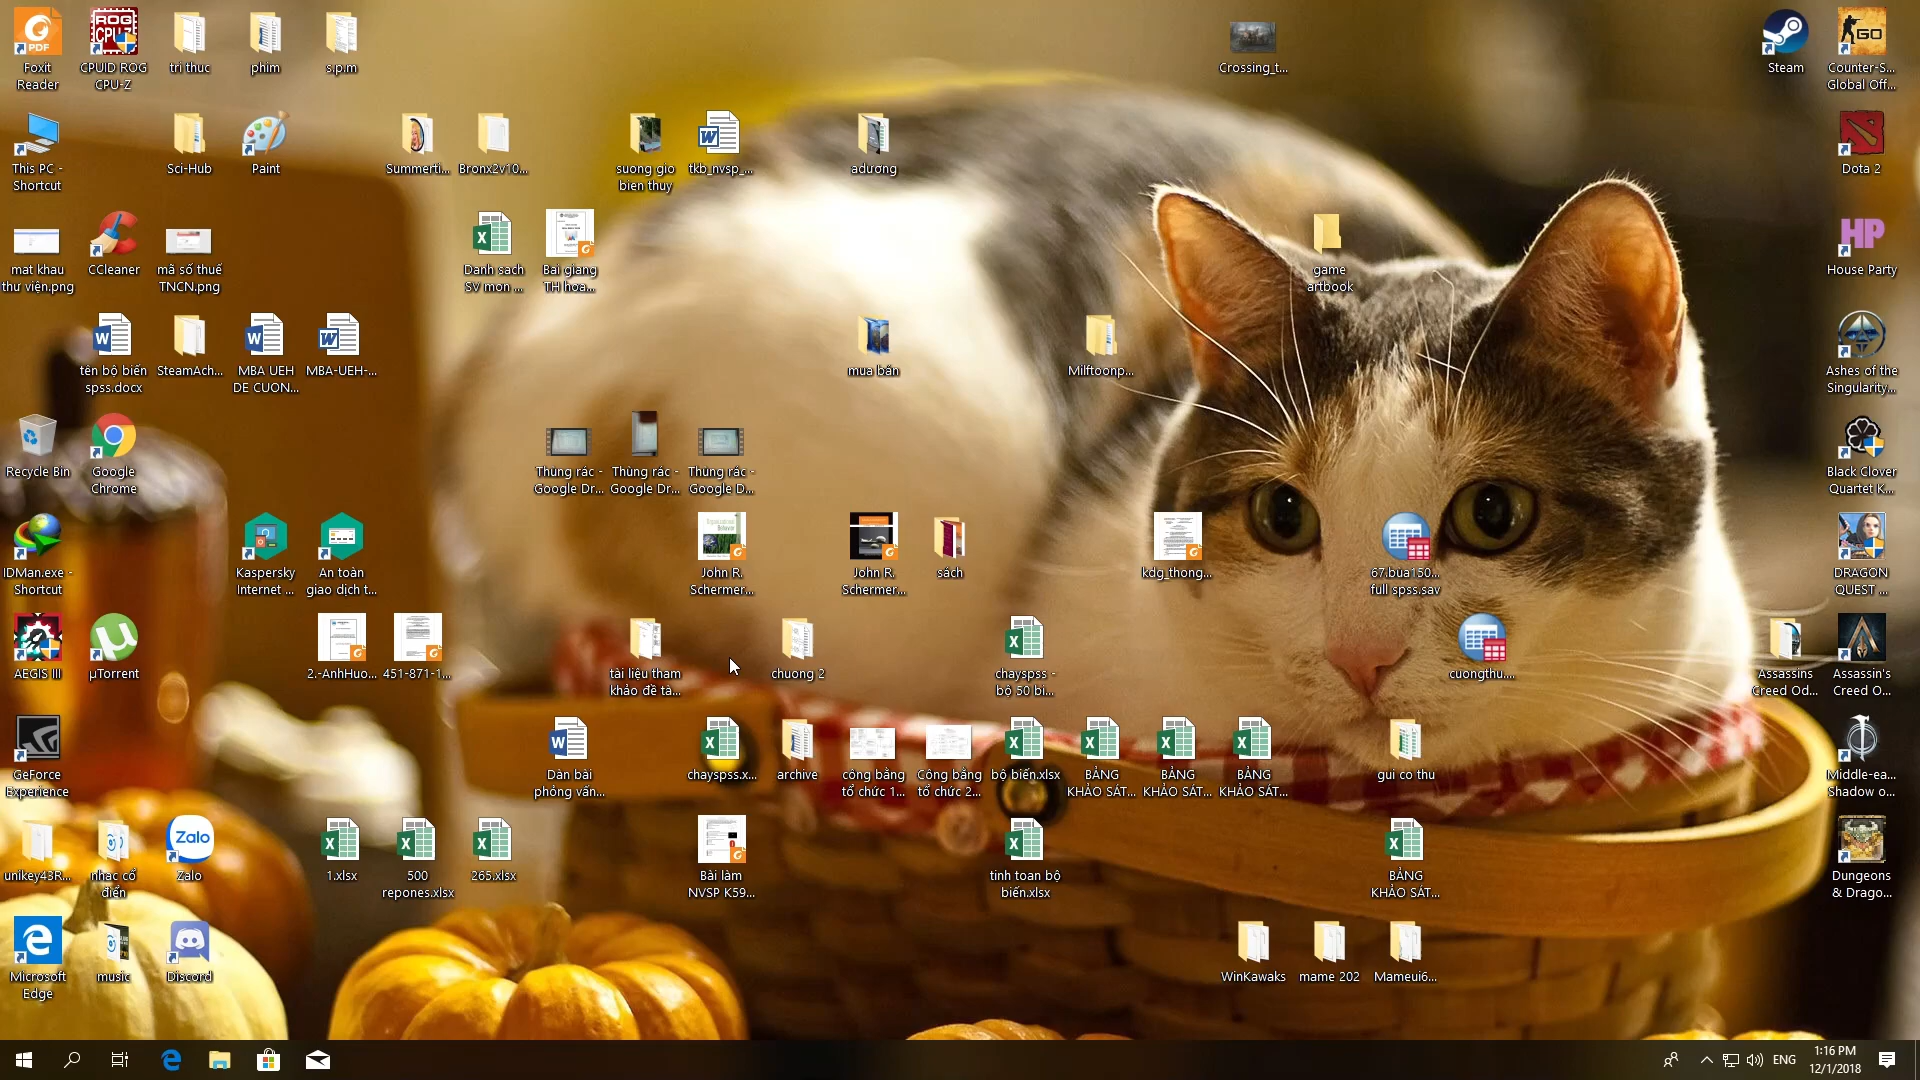 Foxit
Reader
CPUID ROG
CPU-Z
tri thuc
phim
s.p.m
Crossing_t...
Steam
Counter-S...
Global Off...
This PC -
Shortcut
Sci-Hub
Paint
Summerti...
Bronx2v10...
suong gio
bien thuy
tkb_nvsp_...
adương
Dota 2
mat khau
thư viện.png
CCleaner
mã số thuế
TNCN.png
Danh sach
SV mon ...
Bai giang
TH hoa...
game
artbook
House Party
tên bộ biến
spss.docx
SteamAch...
MBA UEH
DE CUON...
MBA-UEH-...
mua bán
Milftoonp...
Ashes of the
Singularity...
Recycle Bin
Google
Chrome
Thùng rác -
Google Dr...
Thùng rác -
Google Dr...
Thùng rác -
Google D...
Black Clover
Quartet K...
IDMan.exe -
Shortcut
Kaspersky
Internet ...
An toàn
giao dịch t...
John R.
Schermer...
John R.
Schermer...
sách
kdg_thong...
67.bua150...
full spss.sav
DRAGON
QUEST ...
AEGIS III
µTorrent
2.-AnhHuo...
451-871-1...
tài liệu tham
khảo đề tà...
chuong 2
chayspss -
bộ 50 bi...
cuongthu....
Assassins
Creed Od...
Assassin's
Creed O...
GeForce
Experience
Dàn bài
phỏng vấn...
chayspss.x...
archive
công bằng
tổ chức 1...
Công bằng
tổ chức 2...
bộ biến.xlsx
BẢNG
KHẢO SÁT...
BẢNG
KHẢO SÁT...
BẢNG
KHẢO SÁT...
gui co thu
Middle-ea...
Shadow o...
unikey43R...
nhạc cổ
điển
Zalo
1.xlsx
500
repones.xlsx
265.xlsx
Bài làm
NVSP K59...
tinh toan bộ
biến.xlsx
BẢNG
KHẢO SÁT...
Dungeons
& Drago...
Microsoft
Edge
music
Discord
WinKawaks
mame 202
Mameui6...
ENG
1:16 PM
12/1/2018